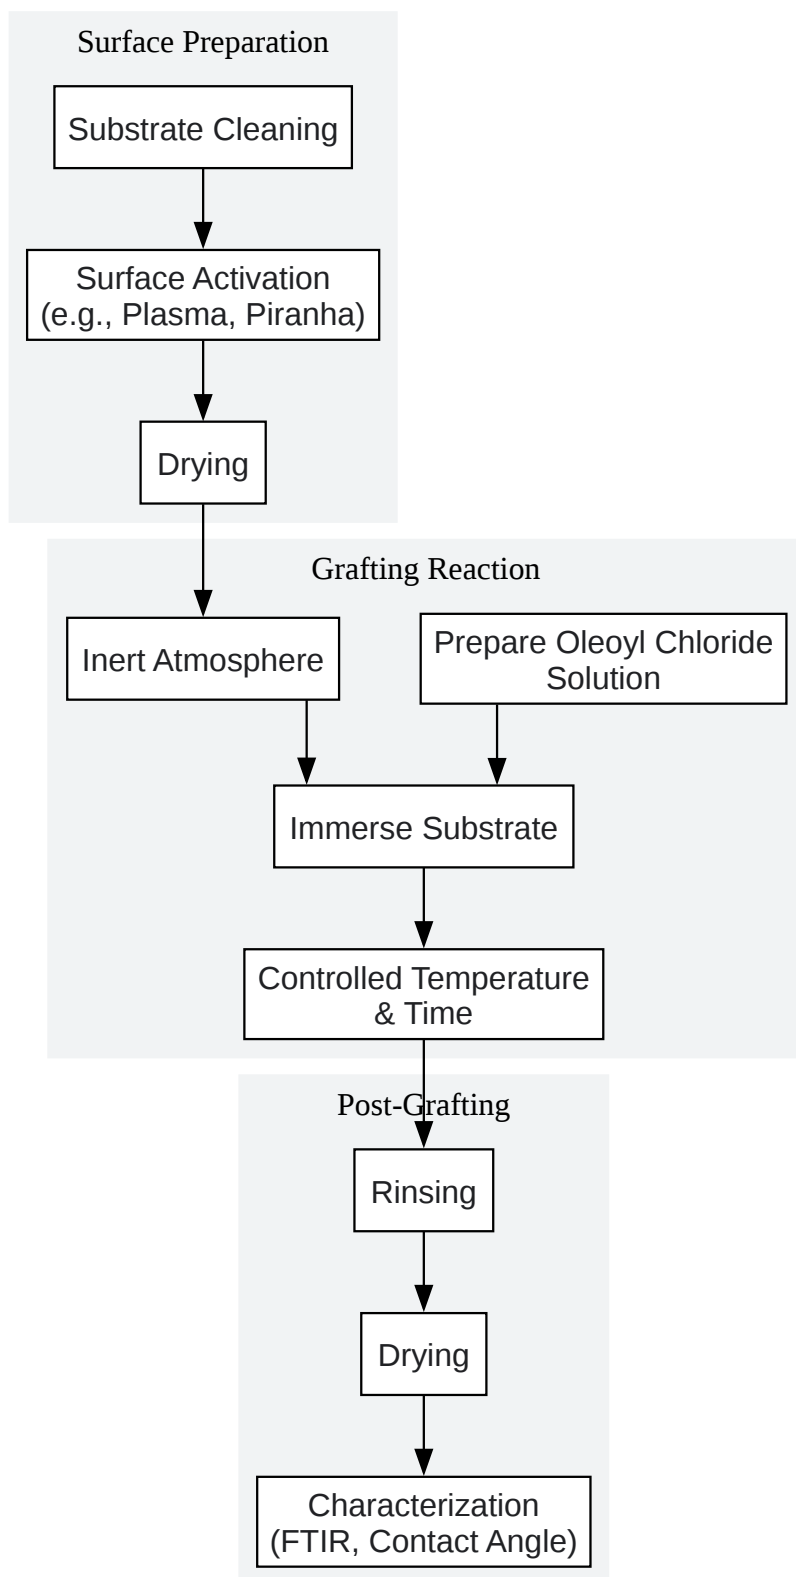 Surface Preparation
Substrate Cleaning
Surface Activation
(e.g., Plasma, Piranha)
Drying
Grafting Reaction
Inert Atmosphere
Prepare Oleoyl Chloride
Solution
Immerse Substrate
Controlled Temperature
& Time
Post-Grafting
Rinsing
Drying
Characterization
(FTIR, Contact Angle)